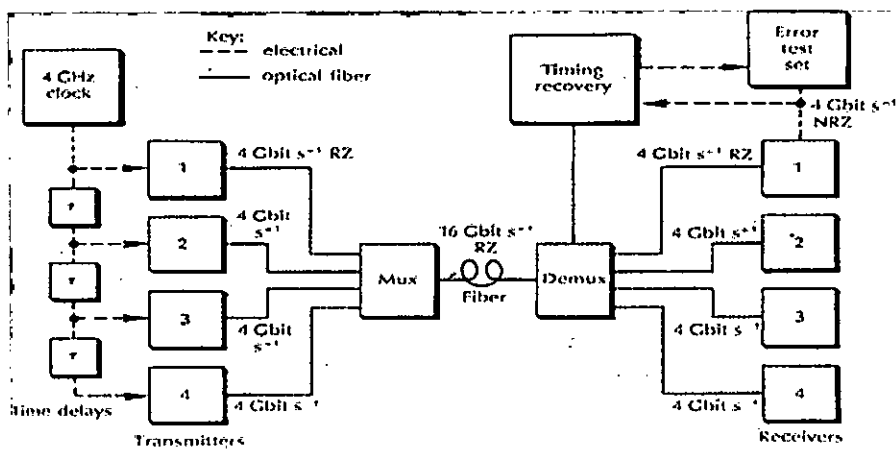 Key:
electrical
optical fiber
4 GHz
clock
Timing
recovery
Error
test
set
4 Gbit s⁻¹
NRZ
4 Gbit s⁻¹ RZ
1
τ
4 Gbit
s⁻¹
2
τ
3
4 Gbit
s⁻¹
τ
4
4 Gbit s⁻¹
Time delays
Transmitters
Mux
16 Gbit s⁻¹
RZ
Fiber
Demux
4 Gbit s⁻¹ RZ
1
4 Gbit s⁻¹
2
3
4 Gbit s⁻¹
4
4 Gbit s⁻¹
Receivers